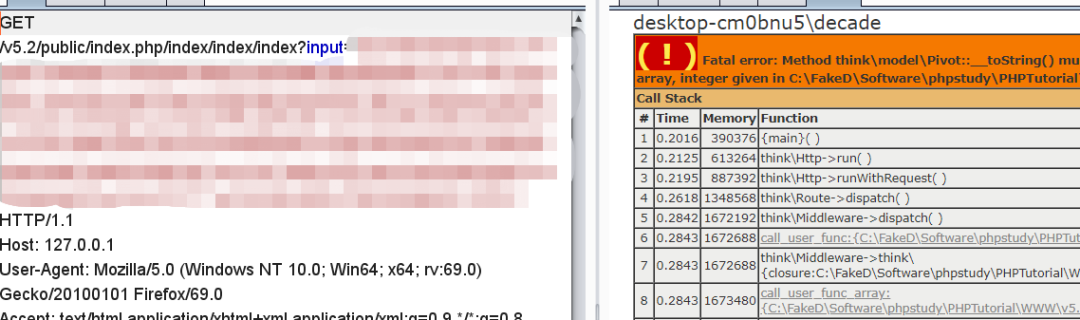 GET
/v5.2/public/index.php/index/index/index?input=
HTTP/1.1
Host: 127.0.0.1
User-Agent: Mozilla/5.0 (Windows NT 10.0; Win64; x64; rv:69.0)
Gecko/20100101 Firefox/69.0
Accept: text/html,application/xhtml+xml,application/xml;q=0.9,*/*;q=0.8
desktop-cm0bnu5\decade
( ! ) Fatal error: Method think\model\Pivot::__toString() mu
array, integer given in C:\FakeD\Software\phpstudy\PHPTutorial\
Call Stack
# Time Memory Function
1 0.2016 390376 {main}( )
2 0.2125 613264 think\Http->run( )
3 0.2195 887392 think\Http->runWithRequest( )
4 0.2618 1348568 think\Route->dispatch( )
5 0.2842 1672192 think\Middleware->dispatch( )
6 0.2843 1672688 call_user_func:{C:\FakeD\Software\phpstudy\PHPTut
7 0.2843 1672688 think\Middleware->think\
{closure:C:\FakeD\Software\phpstudy\PHPTutorial\W
8 0.2843 1673480 call_user_func_array:
{C:\FakeD\Software\phpstudy\PHPTutorial\WWW\v5.